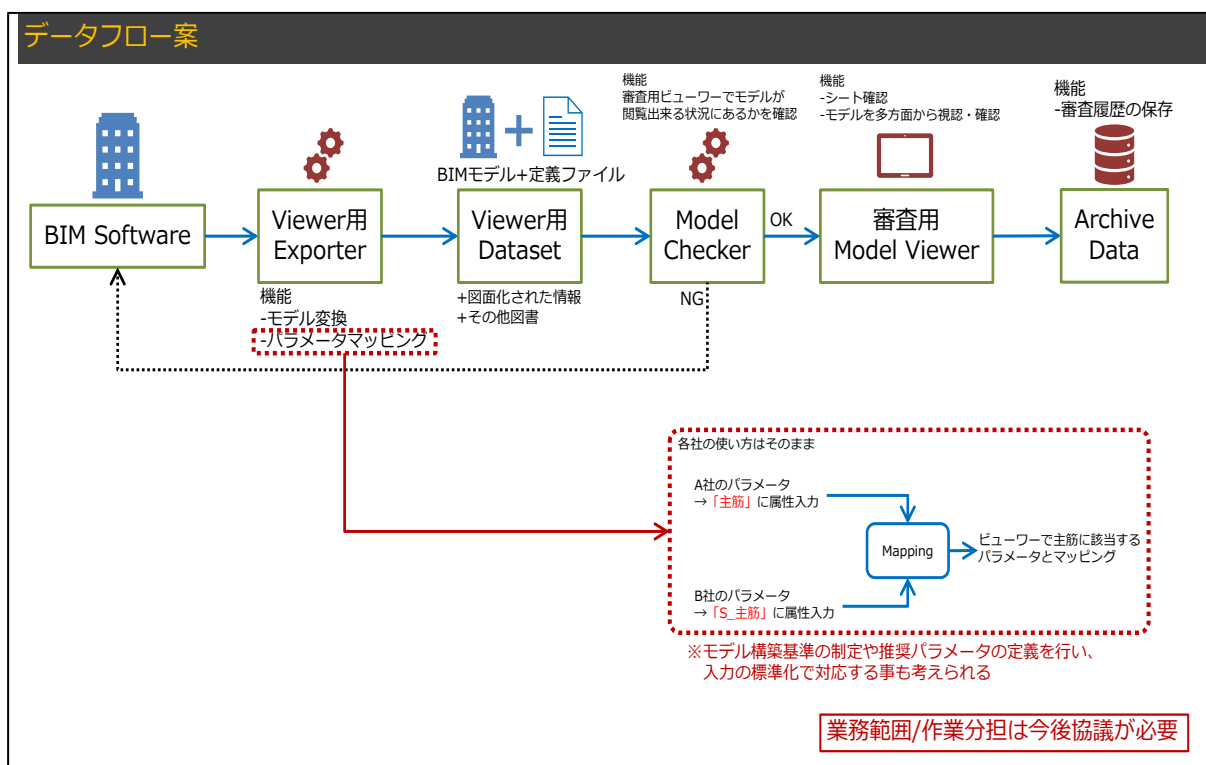 データフロー案
機能
審査用ビューワーでモデルが
閲覧出来る状況にあるかを確認
機能
-シート確認
-モデルを多方面から視認・確認
機能
-審査履歴の保存
BIMモデル+定義ファイル
BIM Software
Viewer用
Exporter
Viewer用
Dataset
Model
Checker
OK
審査用
Model Viewer
Archive
Data
機能
-モデル変換
-パラメータマッピング
+図面化された情報
+その他図書
NG
各社の使い方はそのまま
A社のパラメータ
→「主筋」に属性入力
Mapping
ビューワーで主筋に該当する
パラメータとマッピング
B社のパラメータ
→「S_主筋」に属性入力
※モデル構築基準の制定や推奨パラメータの定義を行い、
入力の標準化で対応する事も考えられる
業務範囲/作業分担は今後協議が必要